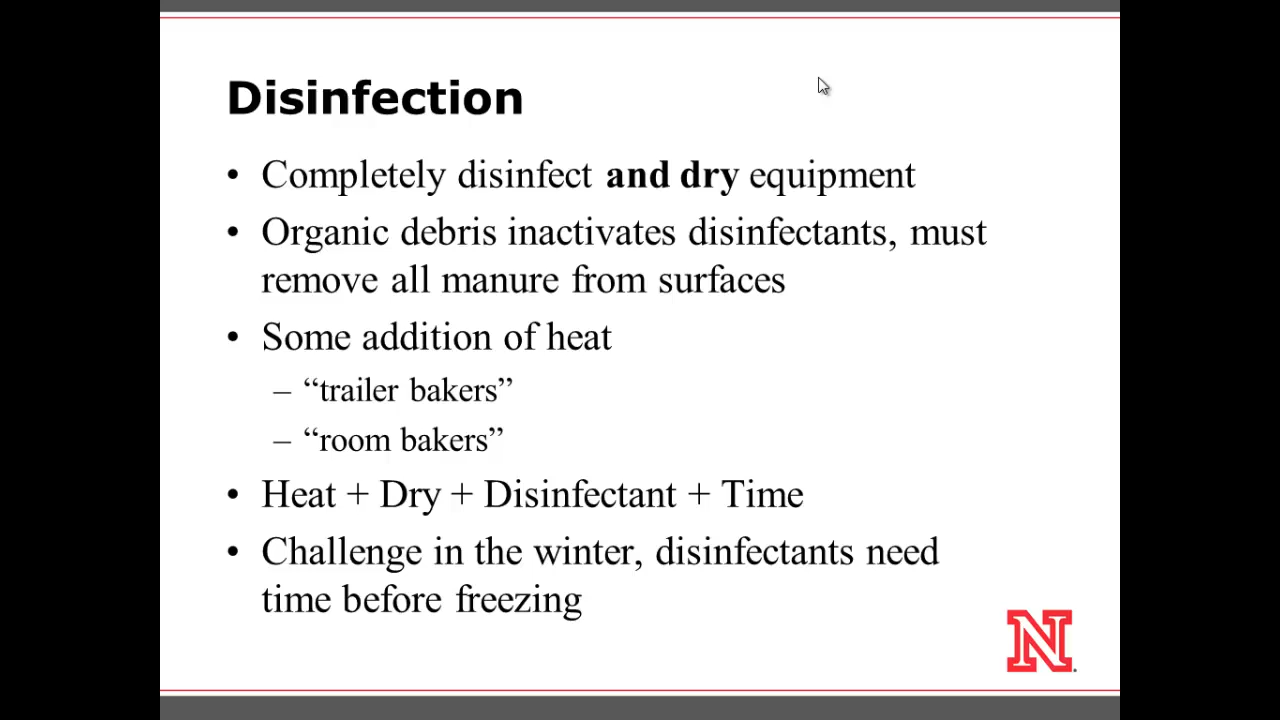 Disinfection
• Completely disinfect and dry equipment
• Organic debris inactivates disinfectants, must
remove all manure from surfaces
• Some addition of heat
– “trailer bakers”
– “room bakers”
• Heat + Dry + Disinfectant + Time
• Challenge in the winter, disinfectants need
time before freezing
N